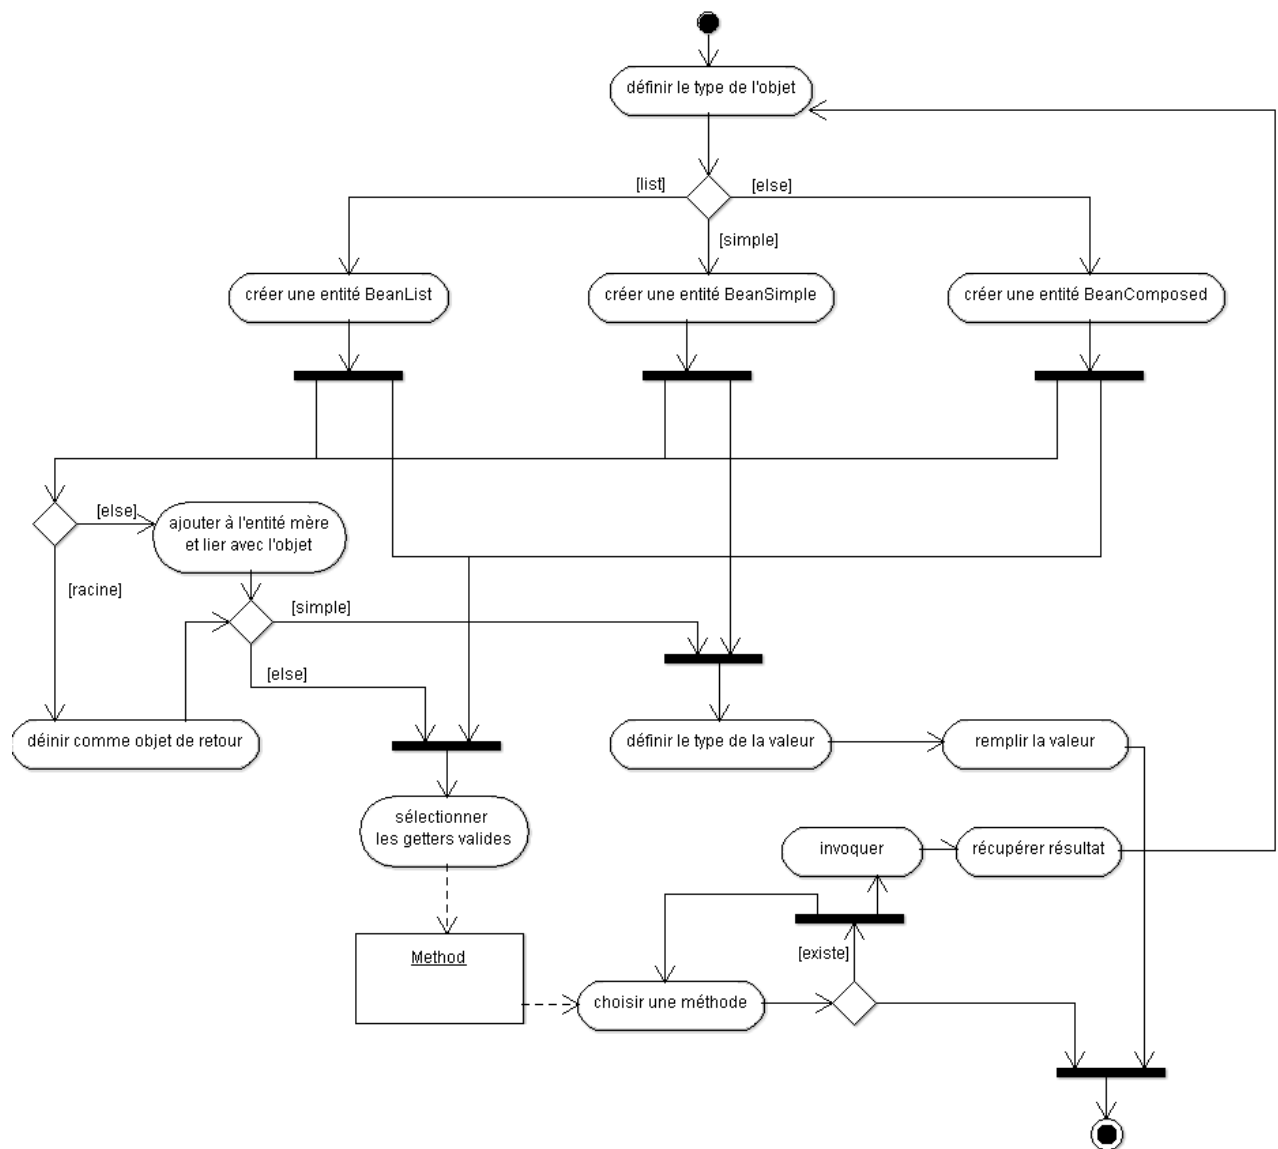 définir le type de l'objet
[list]
[else]
[simple]
créer une entité BeanList
créer une entité BeanSimple
créer une entité BeanComposed
[else]
ajouter à l'entité mère
et lier avec l'objet
[racine]
[simple]
[else]
déinir comme objet de retour
définir le type de la valeur
remplir la valeur
sélectionner
les getters valides
invoquer
récupérer résultat
[existe]
Method
choisir une méthode